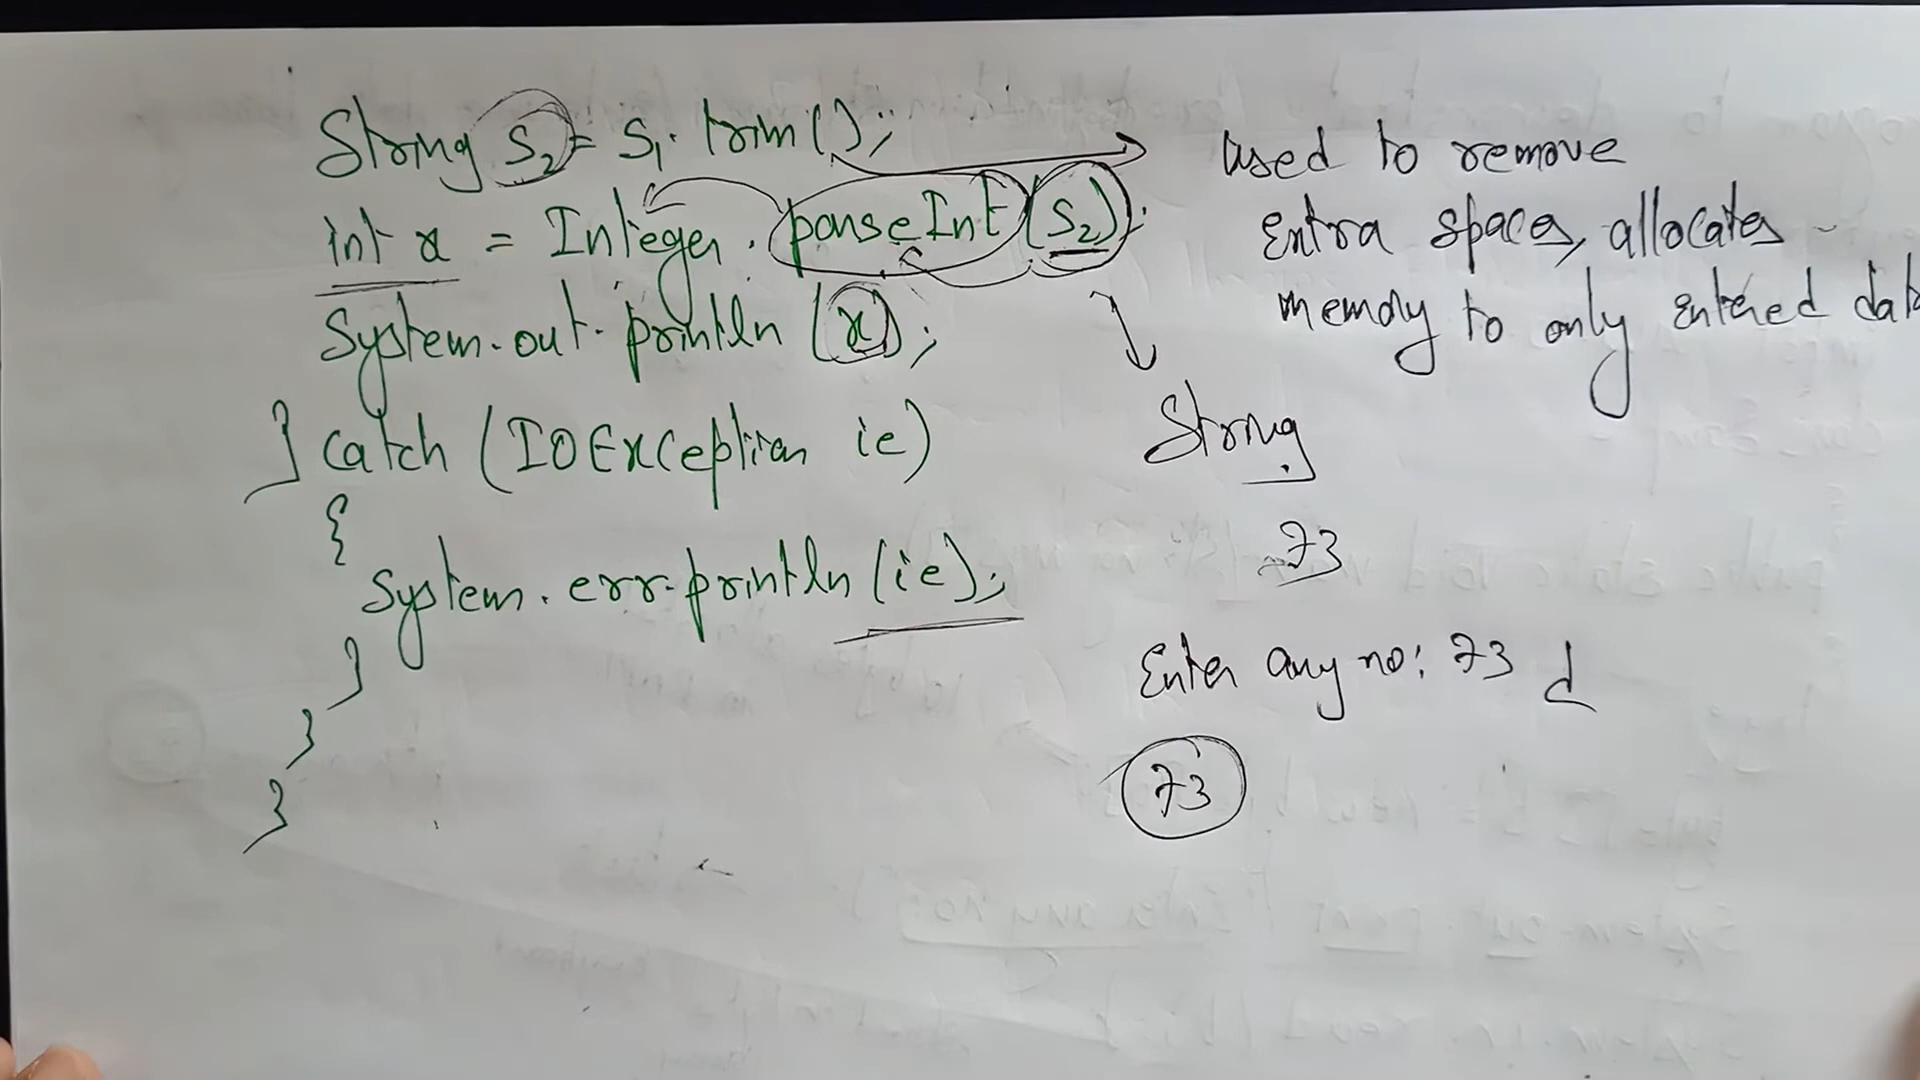 String s2 = s1.trim();
int x = Integer.parseInt(s2);
System.out.println(x);
} catch (IOException ie)
{
System.err.println(ie);
}
}
}
Used to remove
Extra spaces, allocates
memory to only entered data
String
73
Enter any no: 73
73